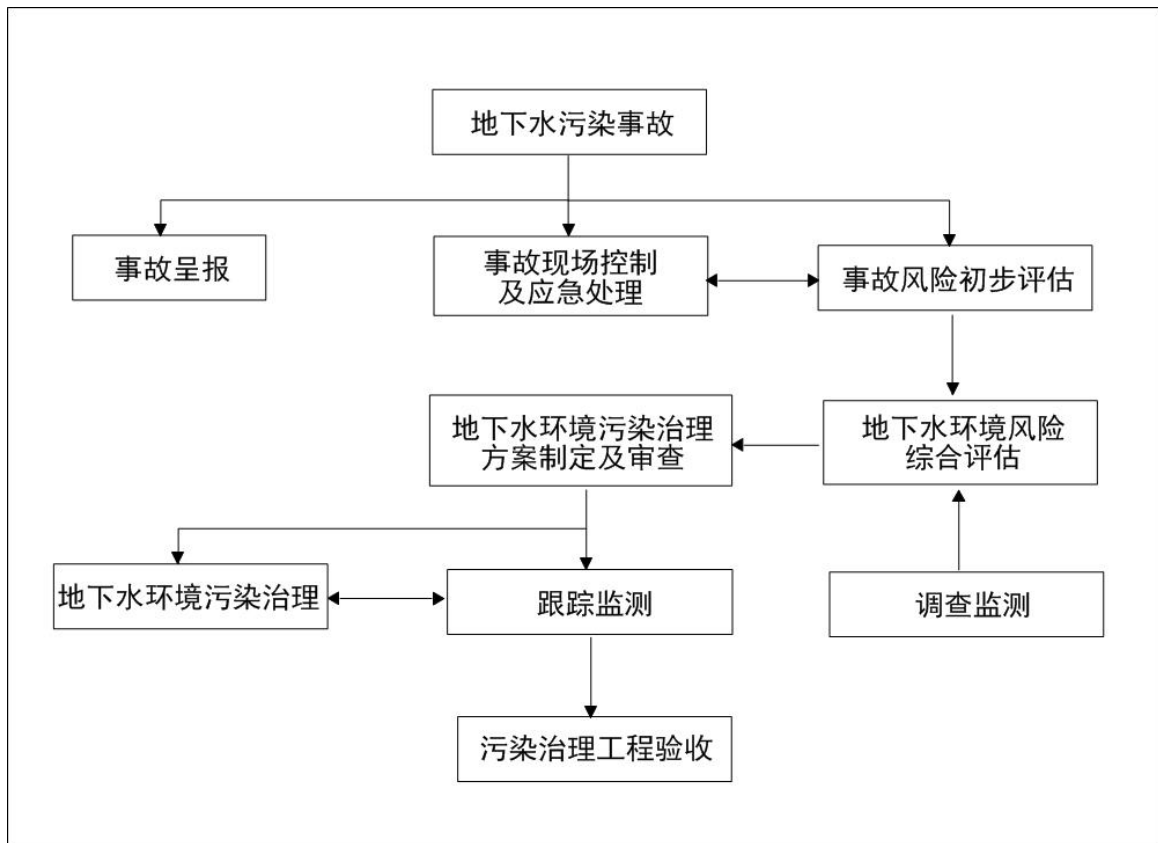 地下水污染事故
事故呈报
事故现场控制
及应急处理
事故风险初步评估
地下水环境污染治理
方案制定及审查
地下水环境风险
综合评估
地下水环境污染治理
跟踪监测
调查监测
污染治理工程验收